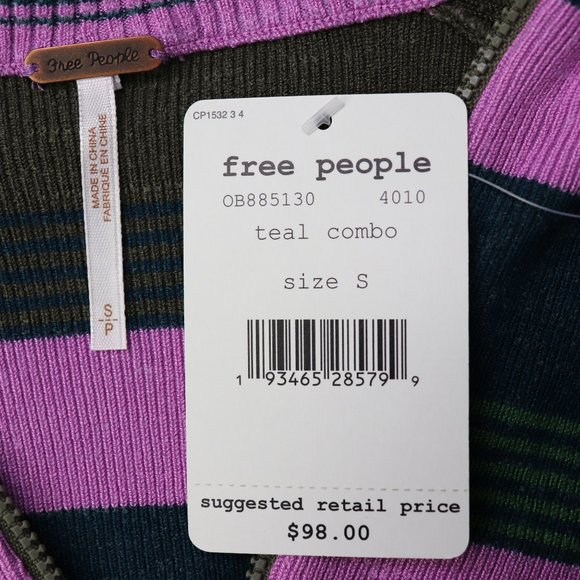 Free People
MADE IN CHINA
FABRIQUÉ EN CHINE
S/P
CP1532 3 4
free people
OB885130 4010
teal combo
size S
1 93465 28579 9
suggested retail price
$98.00